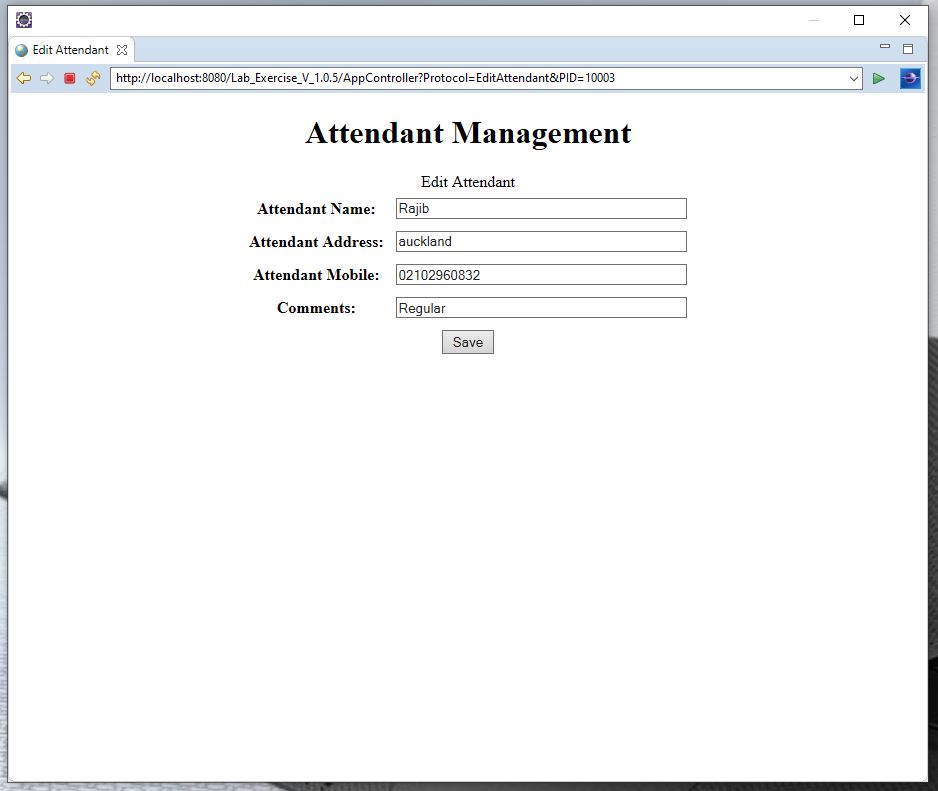 Edit Attendant
http://localhost:8080/Lab_Exercise_V_1.0.5/AppController?Protocol=EditAttendant&PID=10003
Attendant Management
Edit Attendant
Attendant Name: Rajib
Attendant Address: auckland
Attendant Mobile: 02102960832
Comments: Regular
Save